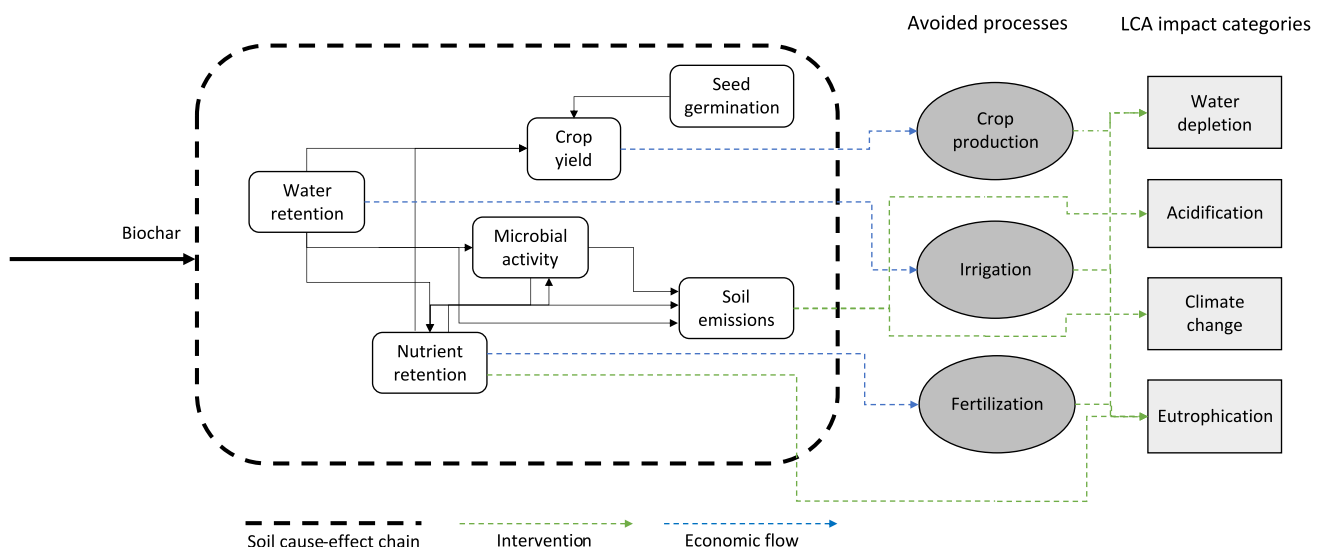 Avoided processes
LCA impact categories
Seed
germination
Crop
yield
Crop
production
Water
depletion
Water
retention
Biochar
Microbial
activity
Acidification
Irrigation
Soil
emissions
Climate
change
Nutrient
retention
Fertilization
Eutrophication
Soil cause-effect chain
Intervention
Economic flow